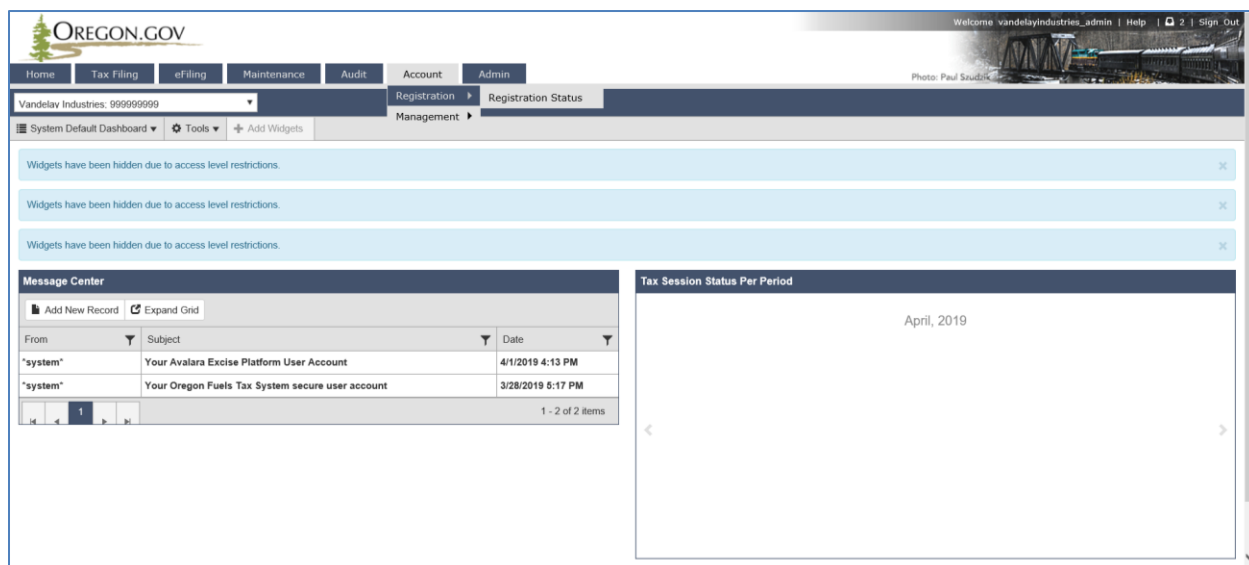 OREGON.GOV
Welcome vandelayindustries_admin | Help | 2 | Sign Out
Home Tax Filing eFiling Maintenance Audit Account Admin
Photo: Paul Szudzik
Vandelay Industries; 999999999
Registration Registration Status
Management
System Default Dashboard Tools Add Widgets
Widgets have been hidden due to access level restrictions.
Widgets have been hidden due to access level restrictions.
Widgets have been hidden due to access level restrictions.
Message Center
Add New Record Expand Grid
From Subject Date
*system* Your Avalara Excise Platform User Account 4/1/2019 4:13 PM
*system* Your Oregon Fuels Tax System secure user account 3/28/2019 5:17 PM
1 1 - 2 of 2 items
Tax Session Status Per Period
April, 2019